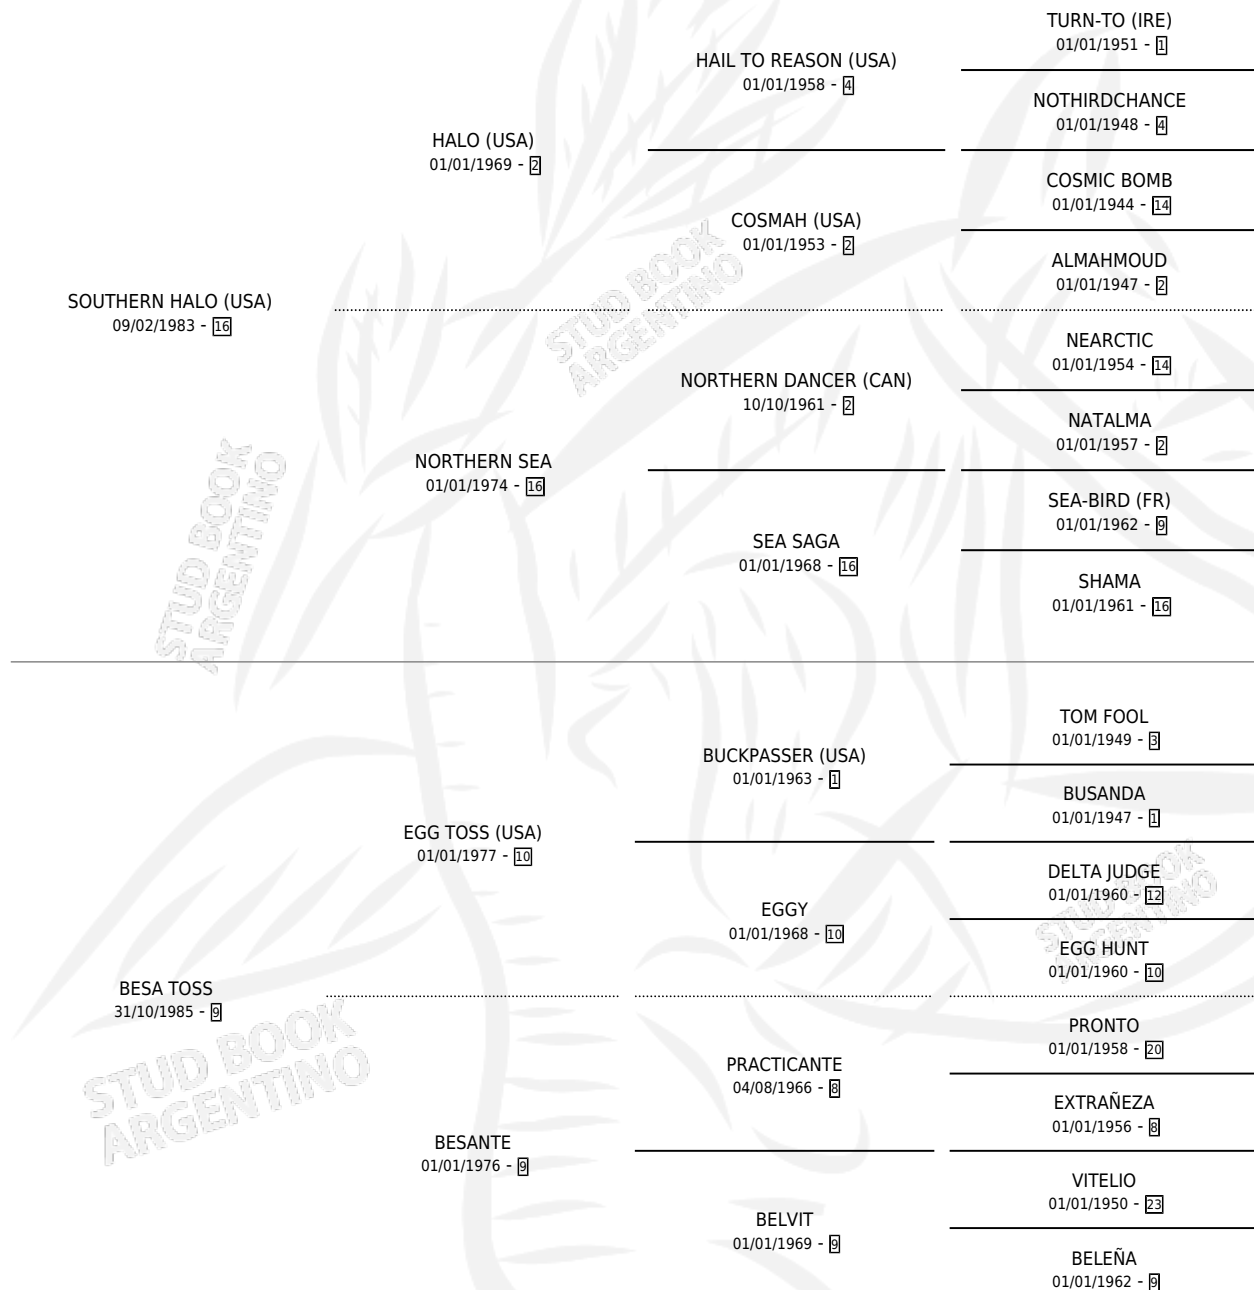 TURN-TO (IRE)
01/01/1951 - 1
HAIL TO REASON (USA)
01/01/1958 - 4
NOTHIRDCHANCE
01/01/1948 - 4
HALO (USA)
01/01/1969 - 2
COSMIC BOMB
01/01/1944 - 14
COSMAH (USA)
01/01/1953 - 2
ALMAHMOUD
01/01/1947 - 2
SOUTHERN HALO (USA)
09/02/1983 - 16
STUD BOOK
ARGENTINO
NEARCTIC
01/01/1954 - 14
NORTHERN DANCER (CAN)
10/10/1961 - 2
NATALMA
01/01/1957 - 2
NORTHERN SEA
01/01/1974 - 16
SEA-BIRD (FR)
01/01/1962 - 9
SEA SAGA
01/01/1968 - 16
SHAMA
01/01/1961 - 16
STUD BOOK
ARGENTINO
TOM FOOL
01/01/1949 - 3
BUCKPASSER (USA)
01/01/1963 - 1
BUSANDA
01/01/1947 - 1
EGG TOSS (USA)
01/01/1977 - 10
DELTA JUDGE
01/01/1960 - 12
EGGY
01/01/1968 - 10
STUD BOOK
ARGENTINO
EGG HUNT
01/01/1960 - 10
BESA TOSS
31/10/1985 - 9
STUD BOOK
ARGENTINO
PRONTO
01/01/1958 - 20
PRACTICANTE
04/08/1966 - 8
EXTRAÑEZA
01/01/1956 - 8
BESANTE
01/01/1976 - 9
VITELIO
01/01/1950 - 23
BELVIT
01/01/1969 - 9
BELEÑA
01/01/1962 - 9